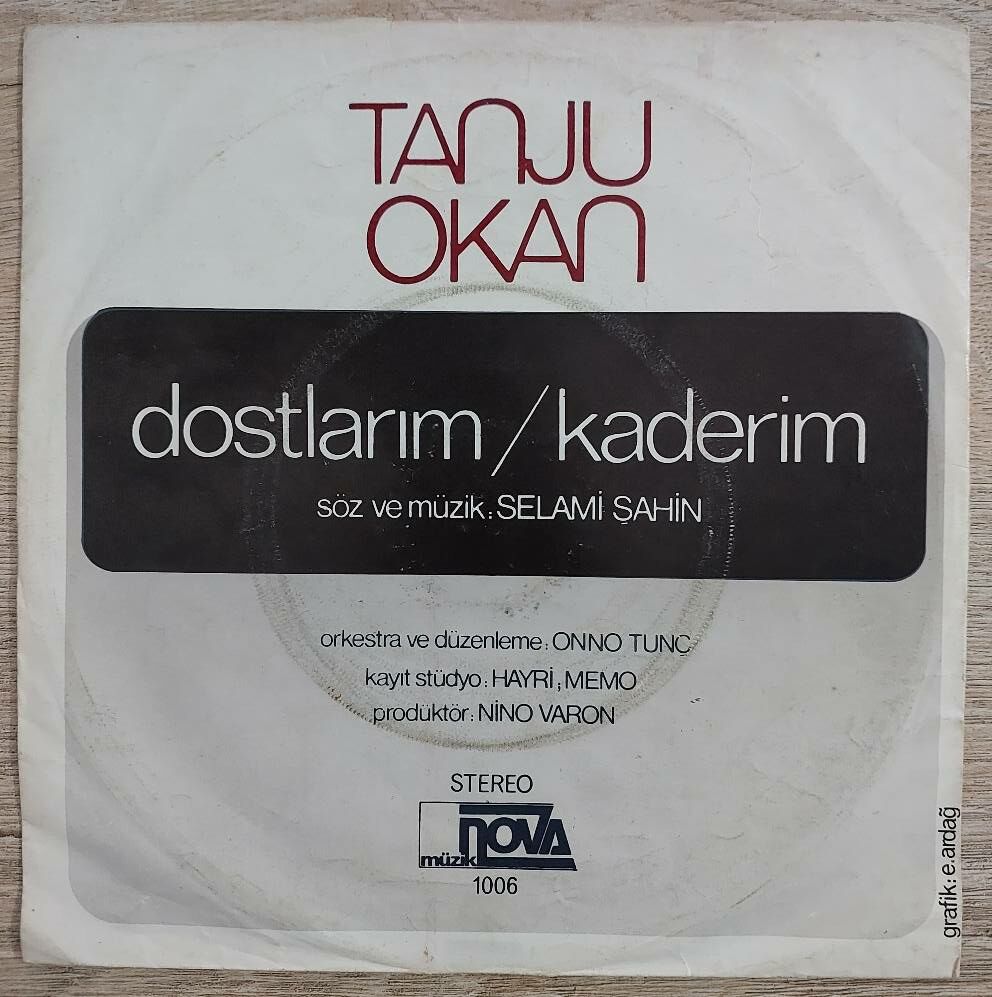 TANJU
OKAN
dostlarım / kaderim
söz ve müzik: SELAMİ ŞAHİN
orkestra ve düzenleme: ONNO TUNÇ
kayıt stüdyo: HAYRİ, MEMO
prodüktör: NİNO VARON
STEREO
müzik NOVA
1006
grafik: e.ardağ